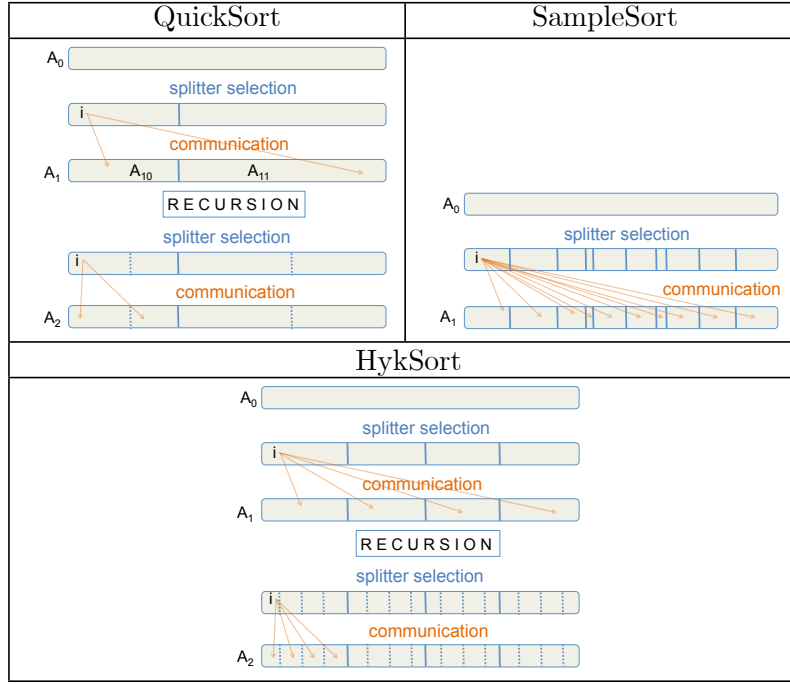 QuickSort
A0
splitter selection
i
communication
A1 A10 A11
RECURSION
splitter selection
i
communication
A2
SampleSort
A0
splitter selection
i
communication
A1
HykSort
A0
splitter selection
i
communication
A1
RECURSION
splitter selection
i
communication
A2